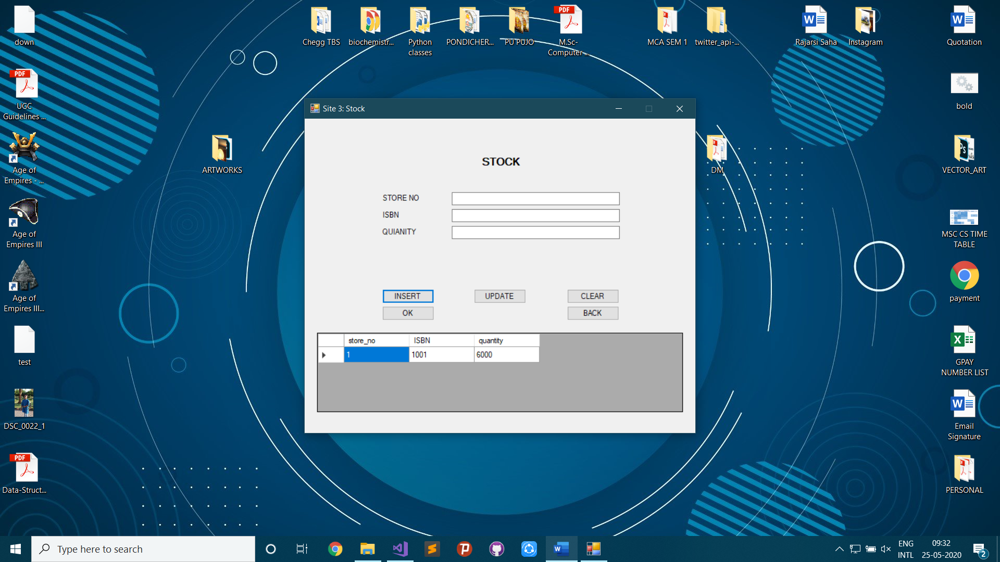 down
Chegg TBS
biochemistr...
Python
classes
PONDICHER...
PU PUJO
PDF
M.Sc-
Computer-...
MCA SEM 1
twitter_api-...
Rajarsi Saha
Instagram
Quotation
PDF
UGC
Guidelines ...
bold
Age of
Empires - ...
ARTWORKS
DM
VECTOR_ART
Age of
Empires III
MSC CS TIME
TABLE
Age of
Empires III...
payment
test
GPAY
NUMBER LIST
DSC_0022_1
Email
Signature
PDF
Data-Struct...
PERSONAL
Site 3: Stock
STOCK
STORE NO
ISBN
QUIANITY
INSERT
UPDATE
CLEAR
OK
BACK
store_no ISBN quantity
1 1001 6000
Type here to search
ENG
INTL
09:32
25-05-2020
2